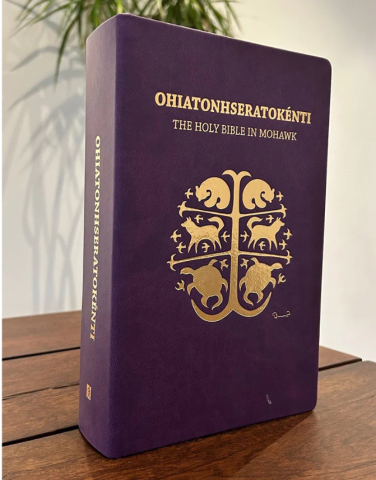 OHIATONHSERATOKÉNTI
THE HOLY BIBLE IN MOHAWK
OHIATONHSERATOKÉNTI